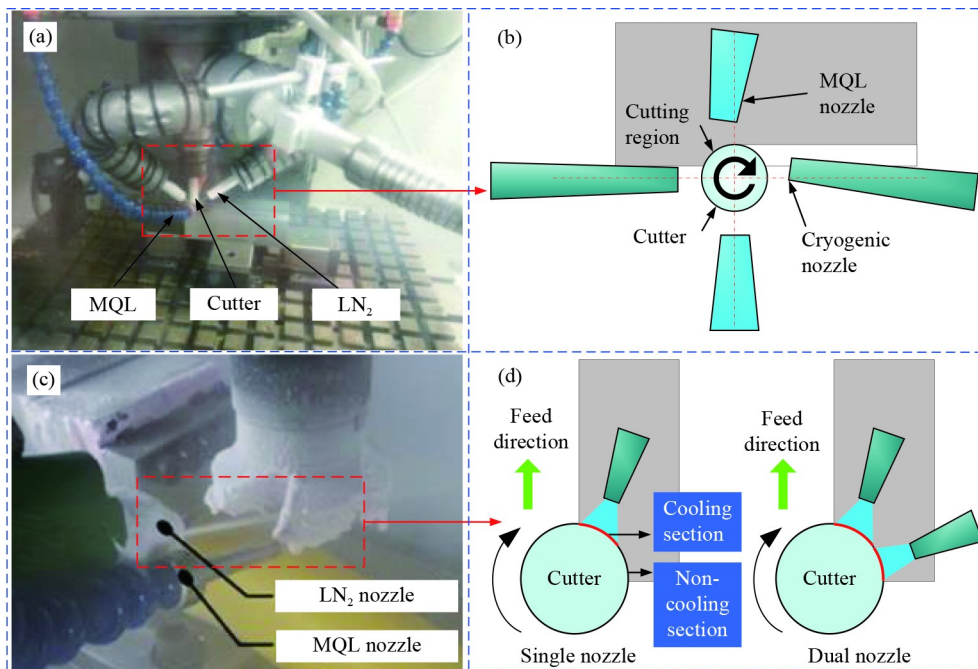 (a)
MQL
Cutter
LN₂
(b)
MQL
nozzle
Cutting
region
Cutter
Cryogenic
nozzle
(c)
LN₂ nozzle
MQL nozzle
(d)
Feed
direction
Cooling
section
Cutter
Non-
cooling
section
Single nozzle
Feed
direction
Cutter
Dual nozzle